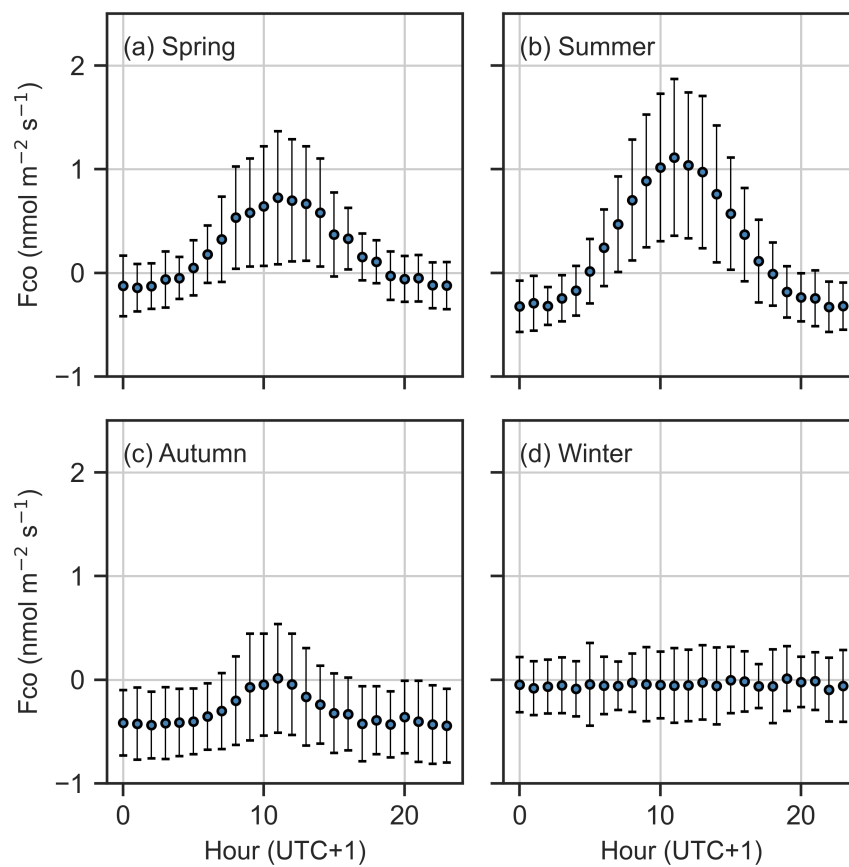 (a) Spring
(b) Summer
2
1
0
−1
Fco (nmol m⁻² s⁻¹)
(c) Autumn
(d) Winter
2
1
0
−1
Fco (nmol m⁻² s⁻¹)
0 10 20
0 10 20
Hour (UTC+1)
Hour (UTC+1)